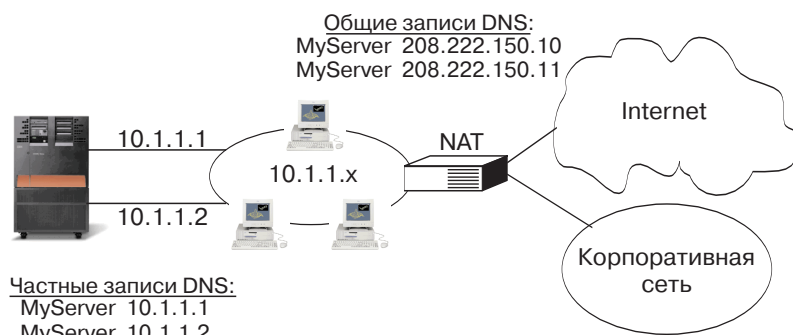 Общие записи DNS:
MyServer 208.222.150.10
MyServer 208.222.150.11
Internet
10.1.1.1
NAT
10.1.1.x
10.1.1.2
Корпоративная
сеть
Частные записи DNS:
MyServer 10.1.1.1
MyServer 10.1.1.2